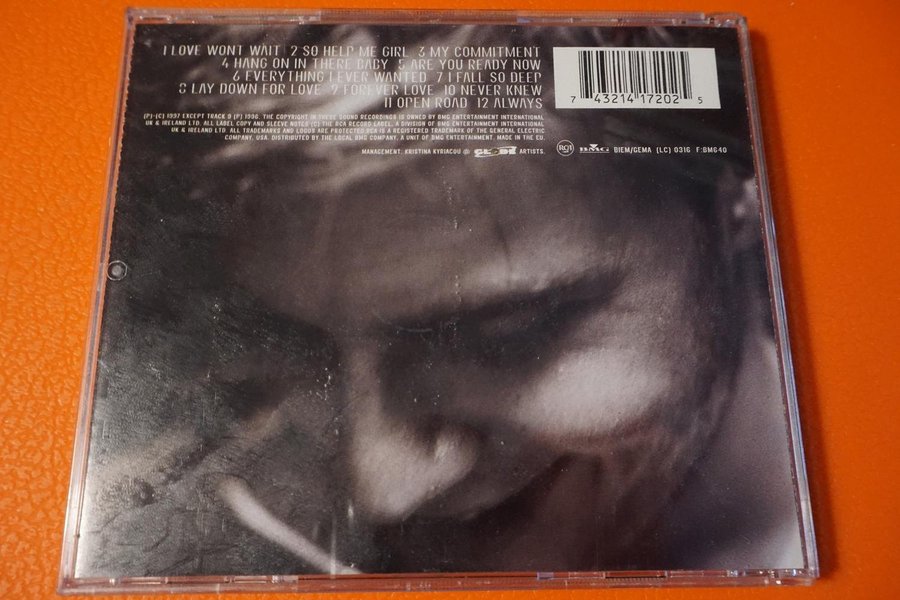 1 LOVE WONT WAIT 2 SO HELP ME GIRL 3 MY COMMITMENT
4 HANG ON IN THERE BABY 5 ARE YOU READY NOW
6 EVERYTHING I EVER WANTED 7 I FALL SO DEEP
8 LAY DOWN FOR LOVE 9 FOREVER LOVE 10 NEVER KNEW
11 OPEN ROAD 12 ALWAYS
7 43214 17202 5
(P)-(C) 1997 EXCEPT TRACK 9 (P) 1996. THE COPYRIGHT IN THESE SOUND RECORDINGS IS OWNED BY BMG ENTERTAINMENT INTERNATIONAL
UK & IRELAND LTD. ALL LABEL COPY AND SLEEVE NOTES (C) THE RCA RECORD LABEL. A DIVISION OF BMG ENTERTAINMENT INTERNATIONAL
UK & IRELAND LTD. ALL TRADEMARKS AND LOGOS ARE PROTECTED RCA IS A REGISTERED TRADEMARK OF THE GENERAL ELECTRIC
COMPANY, USA. DISTRIBUTED BY THE LOCAL BMG COMPANY, A UNIT OF BMG ENTERTAINMENT. MADE IN THE EU.
MANAGEMENT: KRISTINA KYRIACOU @ GLOBE ARTISTS. RCA BMG BIEM/GEMA (LC) 0316 F:BM640